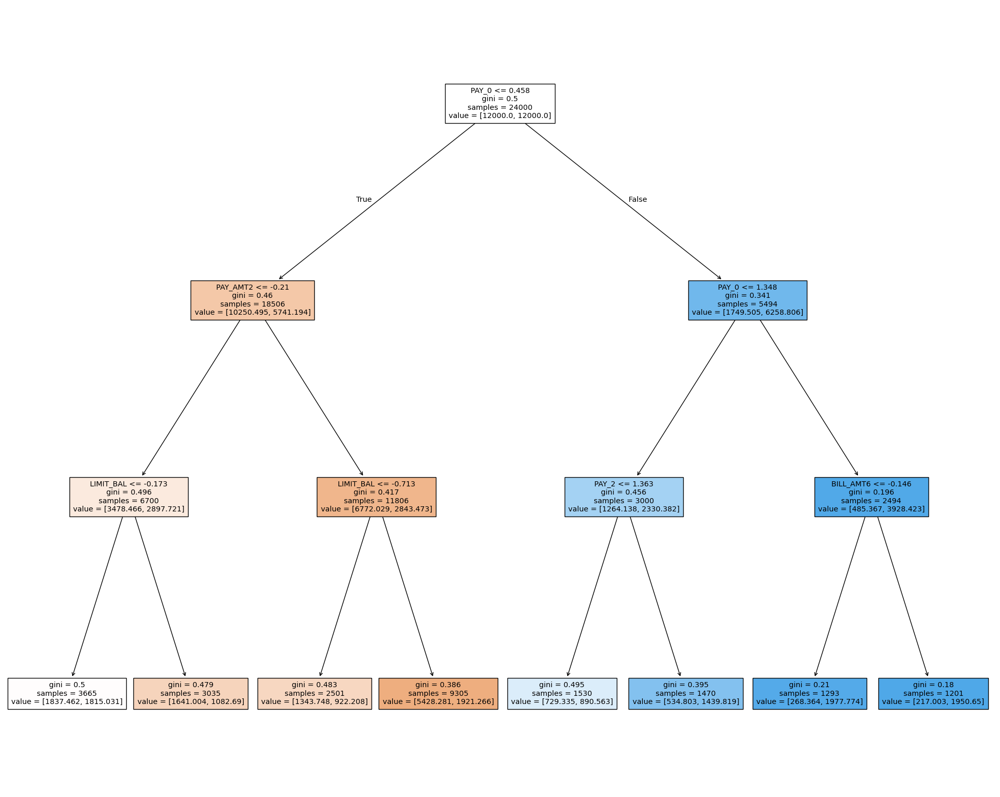 PAY_0 <= 0.458
gini = 0.5
samples = 24000
value = [12000.0, 12000.0]
True
False
PAY_AMT2 <= -0.21
gini = 0.46
samples = 18506
value = [10250.495, 5741.194]
PAY_0 <= 1.348
gini = 0.341
samples = 5494
value = [1749.505, 6258.806]
LIMIT_BAL <= -0.173
gini = 0.496
samples = 6700
value = [3478.466, 2897.721]
LIMIT_BAL <= -0.713
gini = 0.417
samples = 11806
value = [6772.029, 2843.473]
PAY_2 <= 1.363
gini = 0.456
samples = 3000
value = [1264.138, 2330.382]
BILL_AMT6 <= -0.146
gini = 0.196
samples = 2494
value = [485.367, 3928.423]
gini = 0.5
samples = 3665
value = [1837.462, 1815.031]
gini = 0.479
samples = 3035
value = [1641.004, 1082.69]
gini = 0.483
samples = 2501
value = [1343.748, 922.208]
gini = 0.386
samples = 9305
value = [5428.281, 1921.266]
gini = 0.495
samples = 1530
value = [729.335, 890.563]
gini = 0.395
samples = 1470
value = [534.803, 1439.819]
gini = 0.21
samples = 1293
value = [268.364, 1977.774]
gini = 0.18
samples = 1201
value = [217.003, 1950.65]